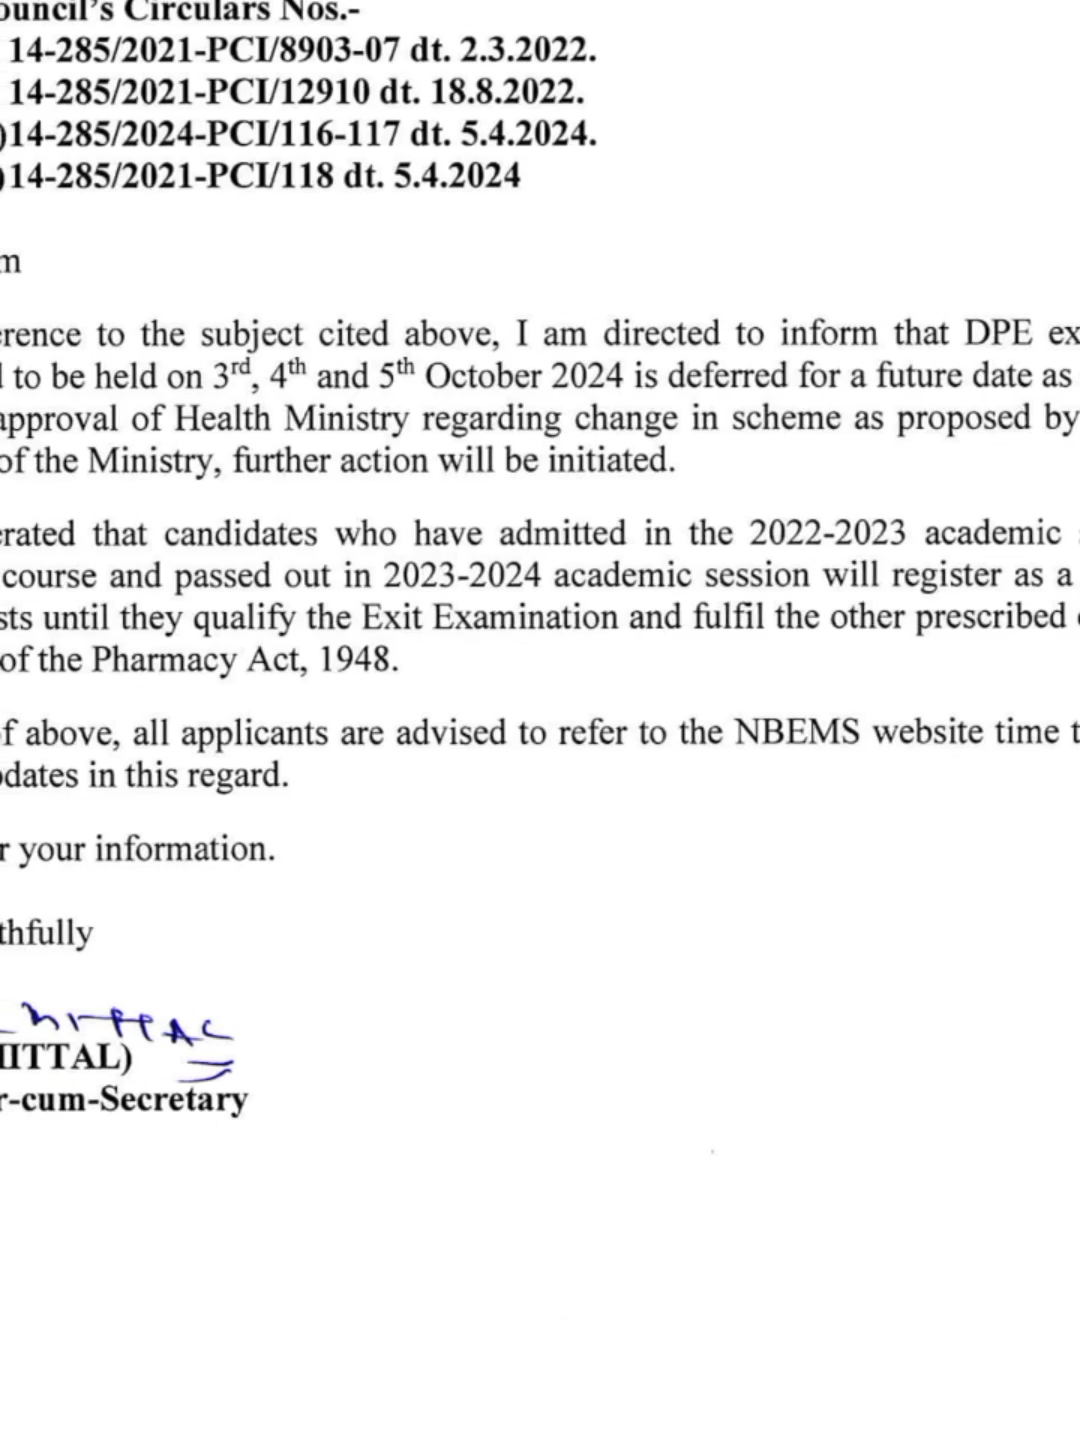 ouncil's Circulars Nos.-
14-285/2021-PCI/8903-07 dt. 2.3.2022.
14-285/2021-PCI/12910 dt. 18.8.2022.
)14-285/2024-PCI/116-117 dt. 5.4.2024.
)14-285/2021-PCI/118 dt. 5.4.2024
m
erence to the subject cited above, I am directed to inform that DPE ex
l to be held on 3rd, 4th and 5th October 2024 is deferred for a future date as
approval of Health Ministry regarding change in scheme as proposed by
of the Ministry, further action will be initiated.
erated that candidates who have admitted in the 2022-2023 academic
course and passed out in 2023-2024 academic session will register as a
sts until they qualify the Exit Examination and fulfil the other prescribed
of the Pharmacy Act, 1948.
f above, all applicants are advised to refer to the NBEMS website time t
dates in this regard.
r your information.
thfully
MITTAL
IITTAL)
r-cum-Secretary